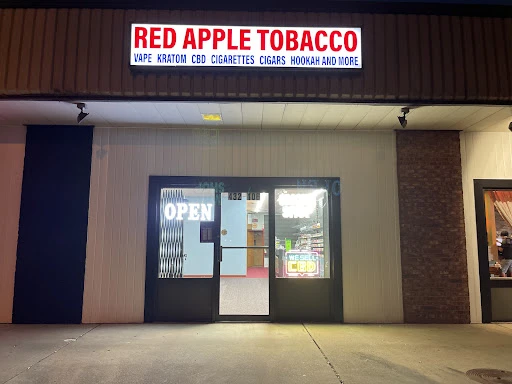 RED APPLE TOBACCO
VAPE KRATOM CBD CIGARETTES CIGARS HOOKAH AND MORE
OPEN
WE SELL
CBD